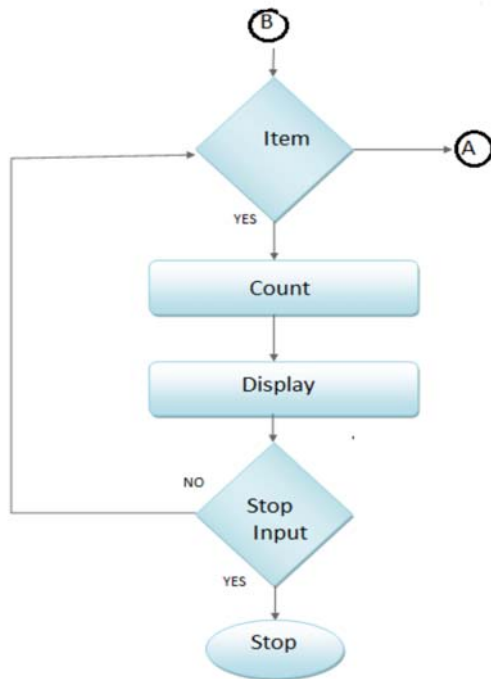 B
Item
A
YES
Count
Display
NO
Stop
Input
YES
Stop